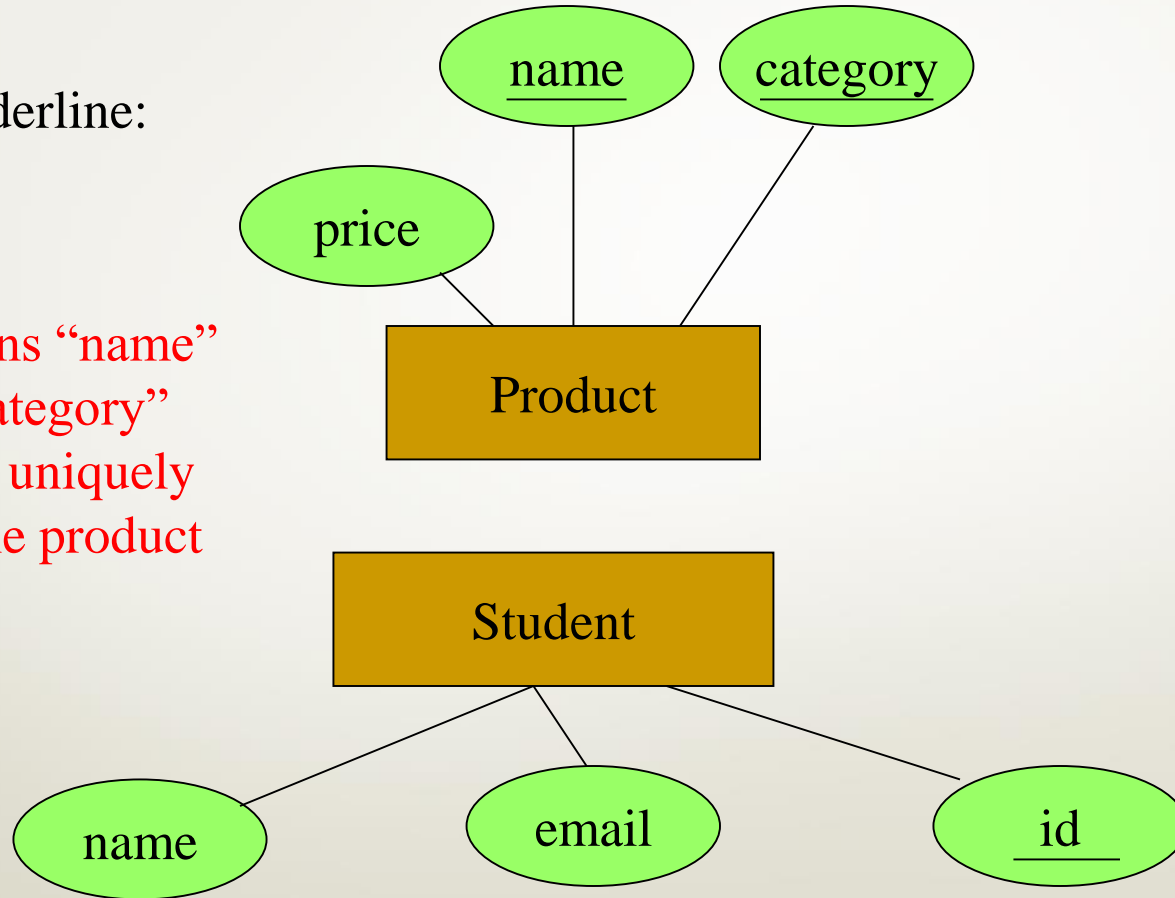 name
category
derline:
price
ns “name”
ategory”
uniquely
e product
Product
Student
name
email
id